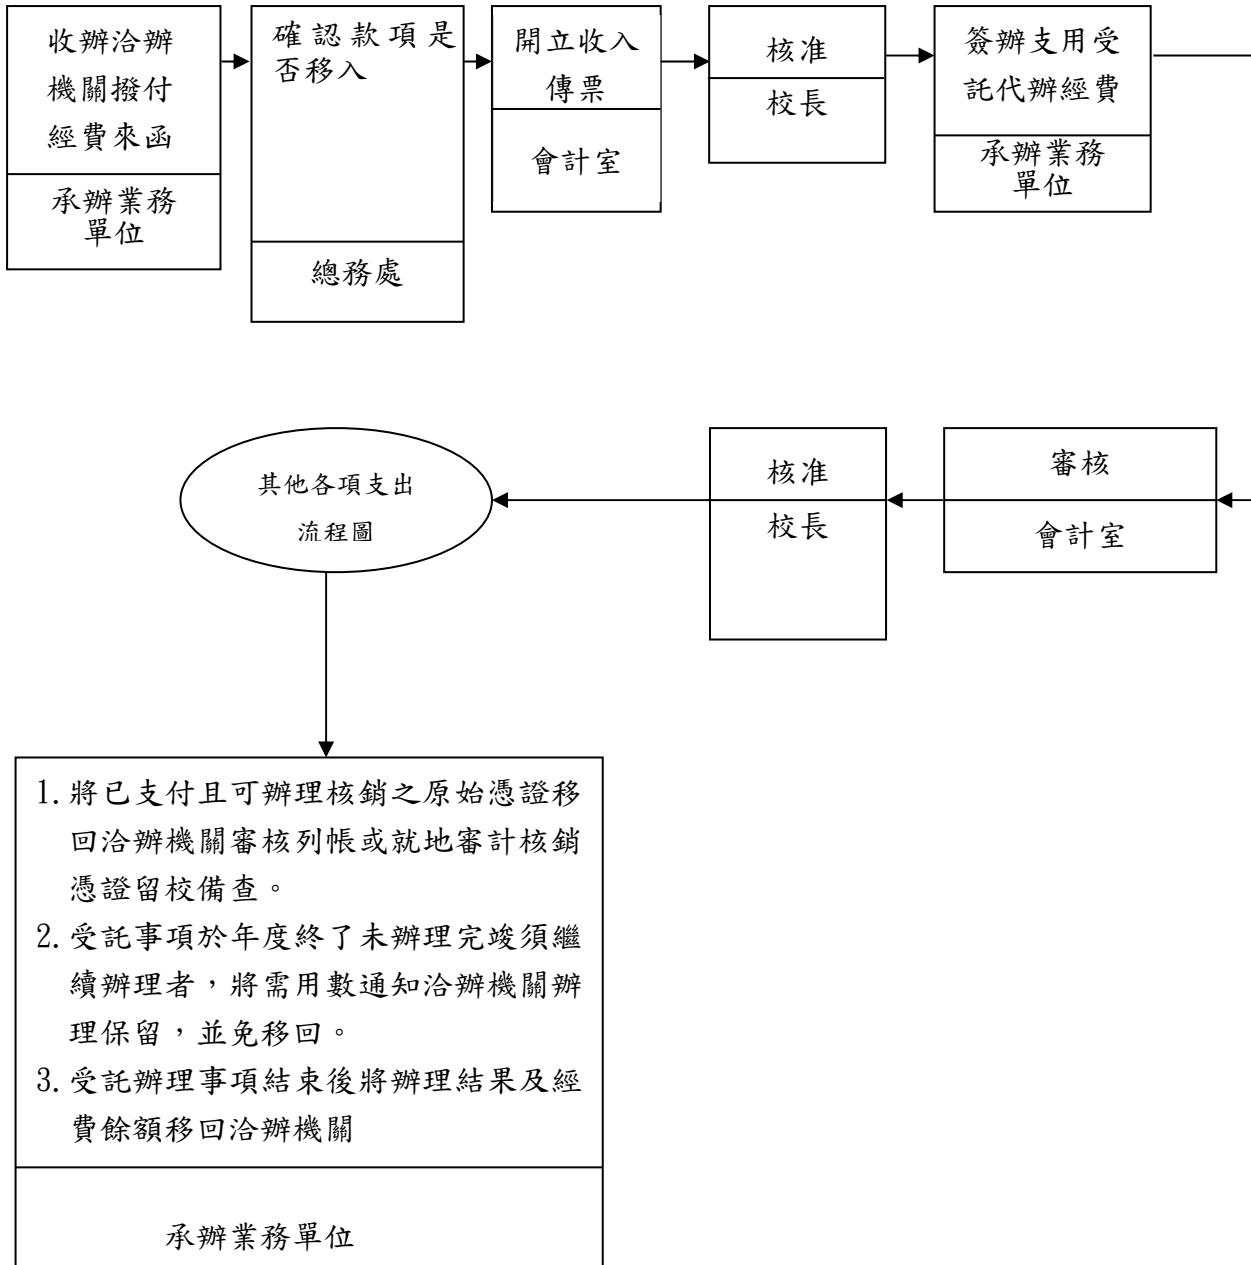 收辦洽辦
機關撥付
經費來函
承辦業務
單位
確認款項是
否移入
總務處
開立收入
傳票
會計室
核准
校長
簽辦支用受
託代辦經費
承辦業務
單位
審核
會計室
核准
校長
其他各項支出
流程圖
1. 將已支付且可辦理核銷之原始憑證移
回洽辦機關審核列帳或就地審計核銷
憑證留校備查。
2. 受託事項於年度終了未辦理完竣須繼
續辦理者，將需用數通知洽辦機關辦
理保留，並免移回。
3. 受託辦理事項結束後將辦理結果及經
費餘額移回洽辦機關
承辦業務單位